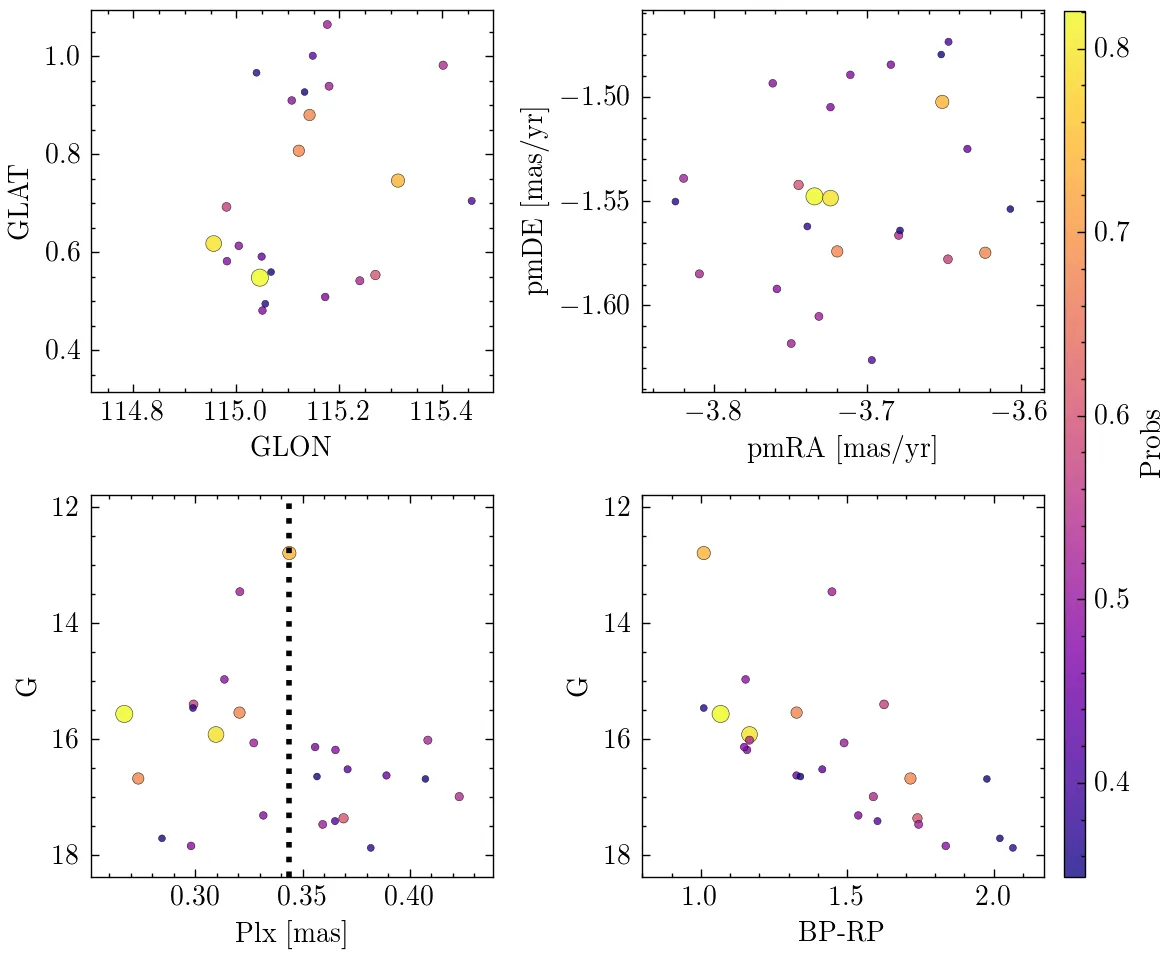 1.0
0.8
0.6
0.4
GLAT
114.8 115.0 115.2 115.4
GLON
−1.50
−1.55
−1.60
pmDE [mas/yr]
−3.8 −3.7 −3.6
pmRA [mas/yr]
0.8
0.7
0.6
0.5
0.4
Probs
12
14
16
18
G
0.30 0.35 0.40
Plx [mas]
12
14
16
18
G
1.0 1.5 2.0
BP-RP